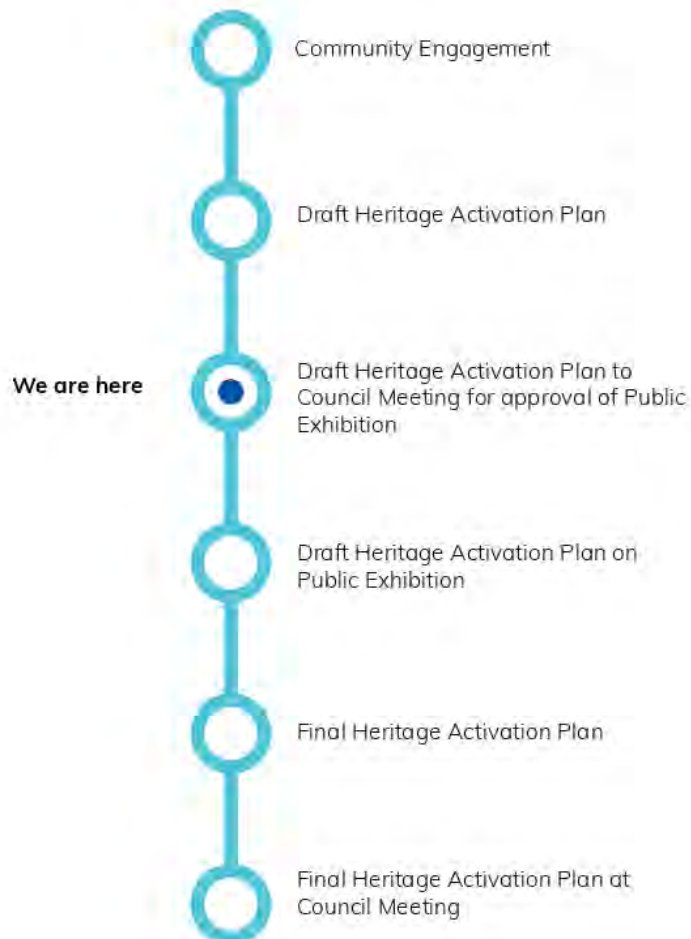 Community Engagement
Draft Heritage Activation Plan
We are here
Draft Heritage Activation Plan to
Council Meeting for approval of Public
Exhibition
Draft Heritage Activation Plan on
Public Exhibition
Final Heritage Activation Plan
Final Heritage Activation Plan at
Council Meeting